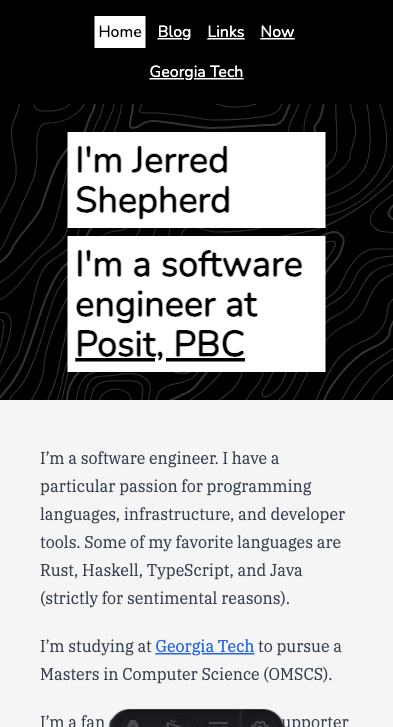 Home Blog Links Now
Georgia Tech
I'm Jerred
Shepherd
I'm a software
engineer at
Posit, PBC
I’m a software engineer. I have a
particular passion for programming
languages, infrastructure, and developer
tools. Some of my favorite languages are
Rust, Haskell, TypeScript, and Java
(strictly for sentimental reasons).
I’m studying at Georgia Tech to pursue a
Masters in Computer Science (OMSCS).
I’m a fan supporter